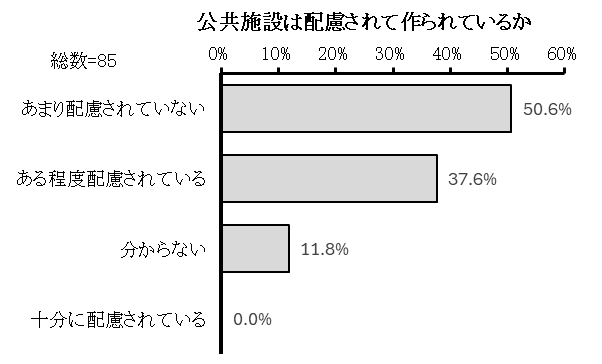 公共施設は配慮されて作られているか
総数=85
0% 10% 20% 30% 40% 50% 60%
あまり配慮されていない 50.6%
ある程度配慮されている 37.6%
分からない 11.8%
十分に配慮されている 0.0%